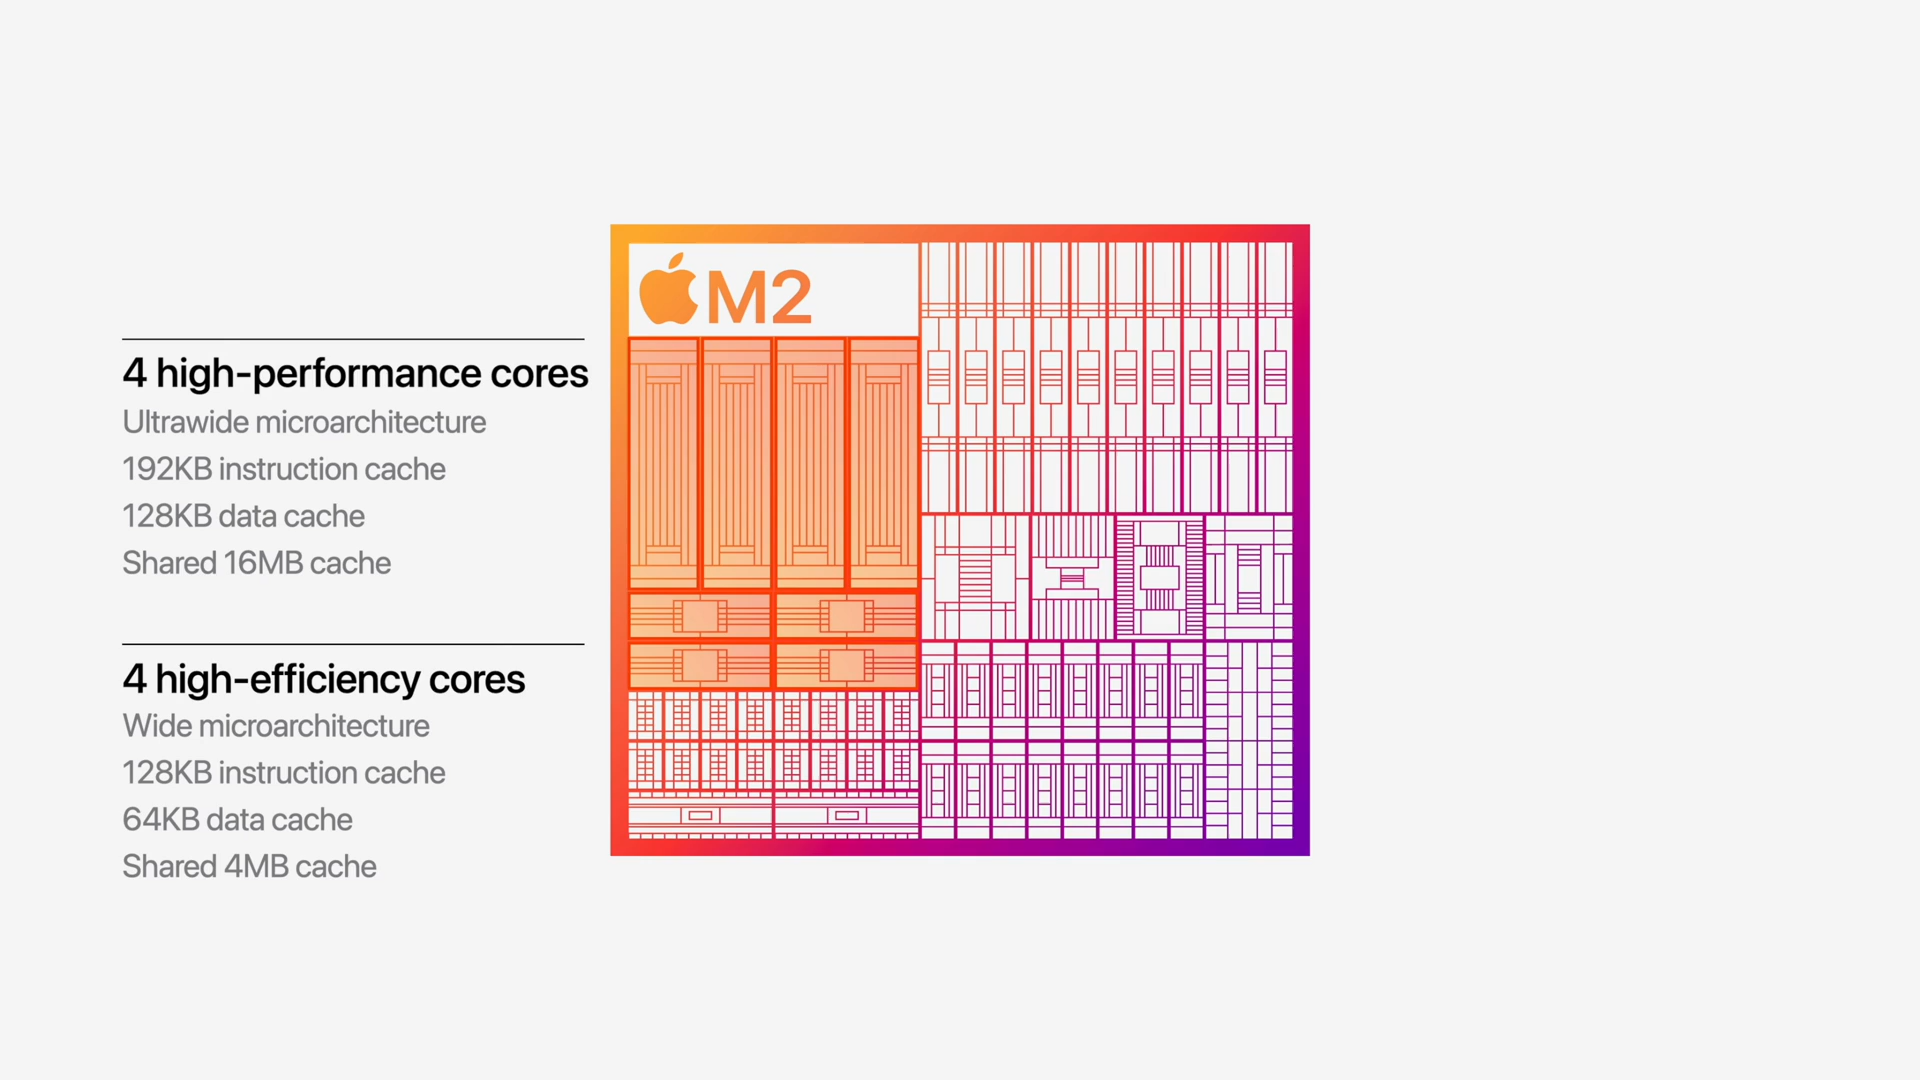 4 high-performance cores
Ultrawide microarchitecture
192KB instruction cache
128KB data cache
Shared 16MB cache
4 high-efficiency cores
Wide microarchitecture
128KB instruction cache
64KB data cache
Shared 4MB cache
M2